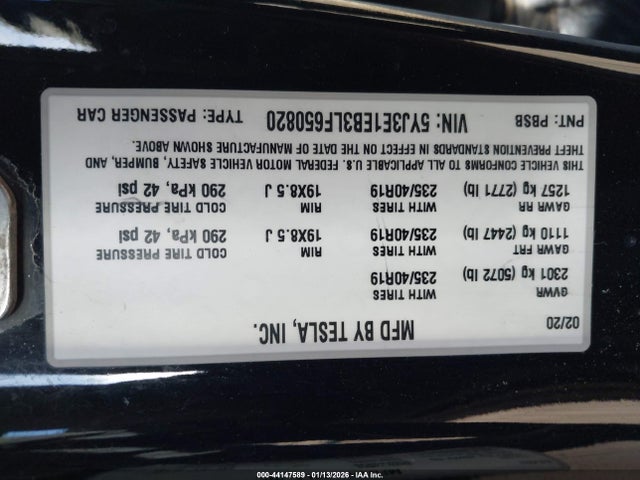 02/20 MFD BY TESLA, INC.
GVWR WITH TIRES
2301 kg (5072 lb) 235/40R19
GAWR FRT WITH TIRES RIM COLD TIRE PRESSURE
1110 kg (2447 lb) 235/40R19 19X8.5 J 290 kPa, 42 psi
GAWR RR WITH TIRES RIM COLD TIRE PRESSURE
1257 kg (2771 lb) 235/40R19 19X8.5 J 290 kPa, 42 psi
THIS VEHICLE CONFORMS TO ALL APPLICABLE U.S. FEDERAL MOTOR VEHICLE SAFETY, BUMPER, AND
THEFT PREVENTION STANDARDS IN EFFECT ON THE DATE OF MANUFACTURE SHOWN ABOVE.
PNT: PBSB VIN: 5YJ3E1EB3LF650820 TYPE: PASSENGER CAR
000-44147589 - 01/13/2026 - IAA Inc.